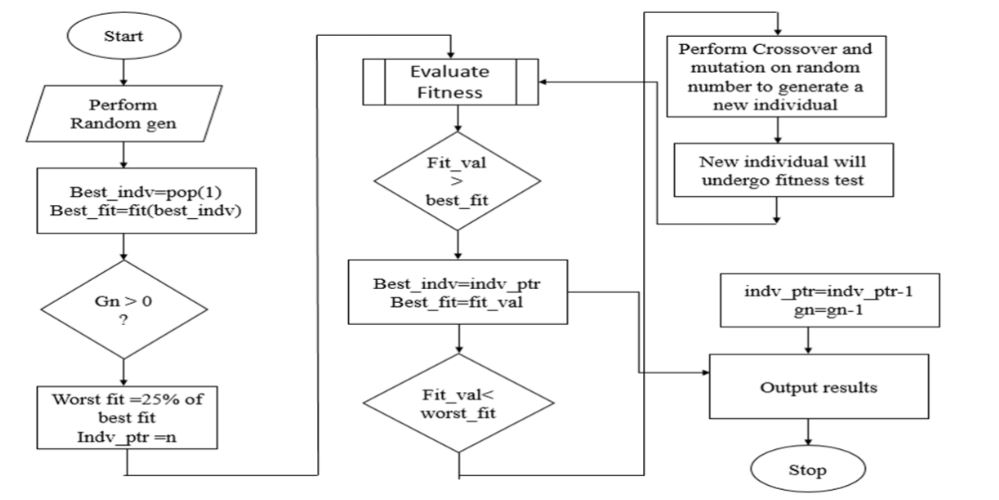 Start
Perform
Random gen
Best_indv=pop(1)
Best_fit=fit(best_indv)
Gn > 0
?
Worst fit =25% of
best fit
Indv_ptr =n
Evaluate
Fitness
Fit_val
>
best_fit
Best_indv=indv_ptr
Best_fit=fit_val
Fit_val<
worst_fit
Perform Crossover and
mutation on random
number to generate a
new individual
New individual will
undergo fitness test
indv_ptr=indv_ptr-1
gn=gn-1
Output results
Stop